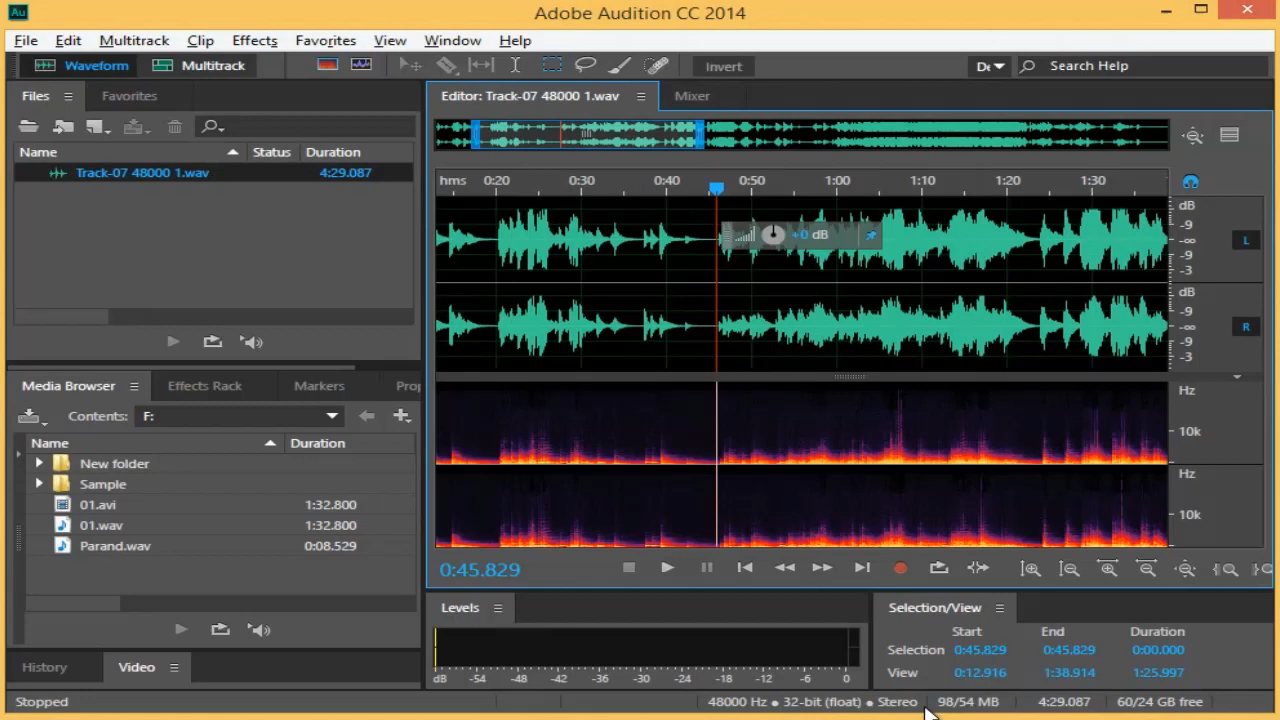 Au
Adobe Audition CC 2014
File Edit Multitrack Clip Effects Favorites View Window Help
Waveform Multitrack Invert De Search Help
Files Favorites
Name Status Duration
Track-07 48000 1.wav 4:29.087
Media Browser Effects Rack Markers Prop
Contents: F:
Name Duration
New folder
Sample
01.avi 1:32.800
01.wav 1:32.800
Parand.wav 0:08.529
History Video
Editor: Track-07 48000 1.wav Mixer
hms 0:20 0:30 0:40 0:50 1:00 1:10 1:20 1:30
dB
-9
-∞
-9
-3
L
+0 dB
dB
-9
-∞
-9
-3
R
Hz
10k
Hz
10k
0:45.829
Levels
dB -54 -48 -42 -36 -30 -24 -18 -12 -6 0
Selection/View
Start End Duration
Selection 0:45.829 0:45.829 0:00.000
View 0:12.916 1:38.914 1:25.997
Stopped 48000 Hz ● 32-bit (float) ● Stereo 98/54 MB 4:29.087 60/24 GB free